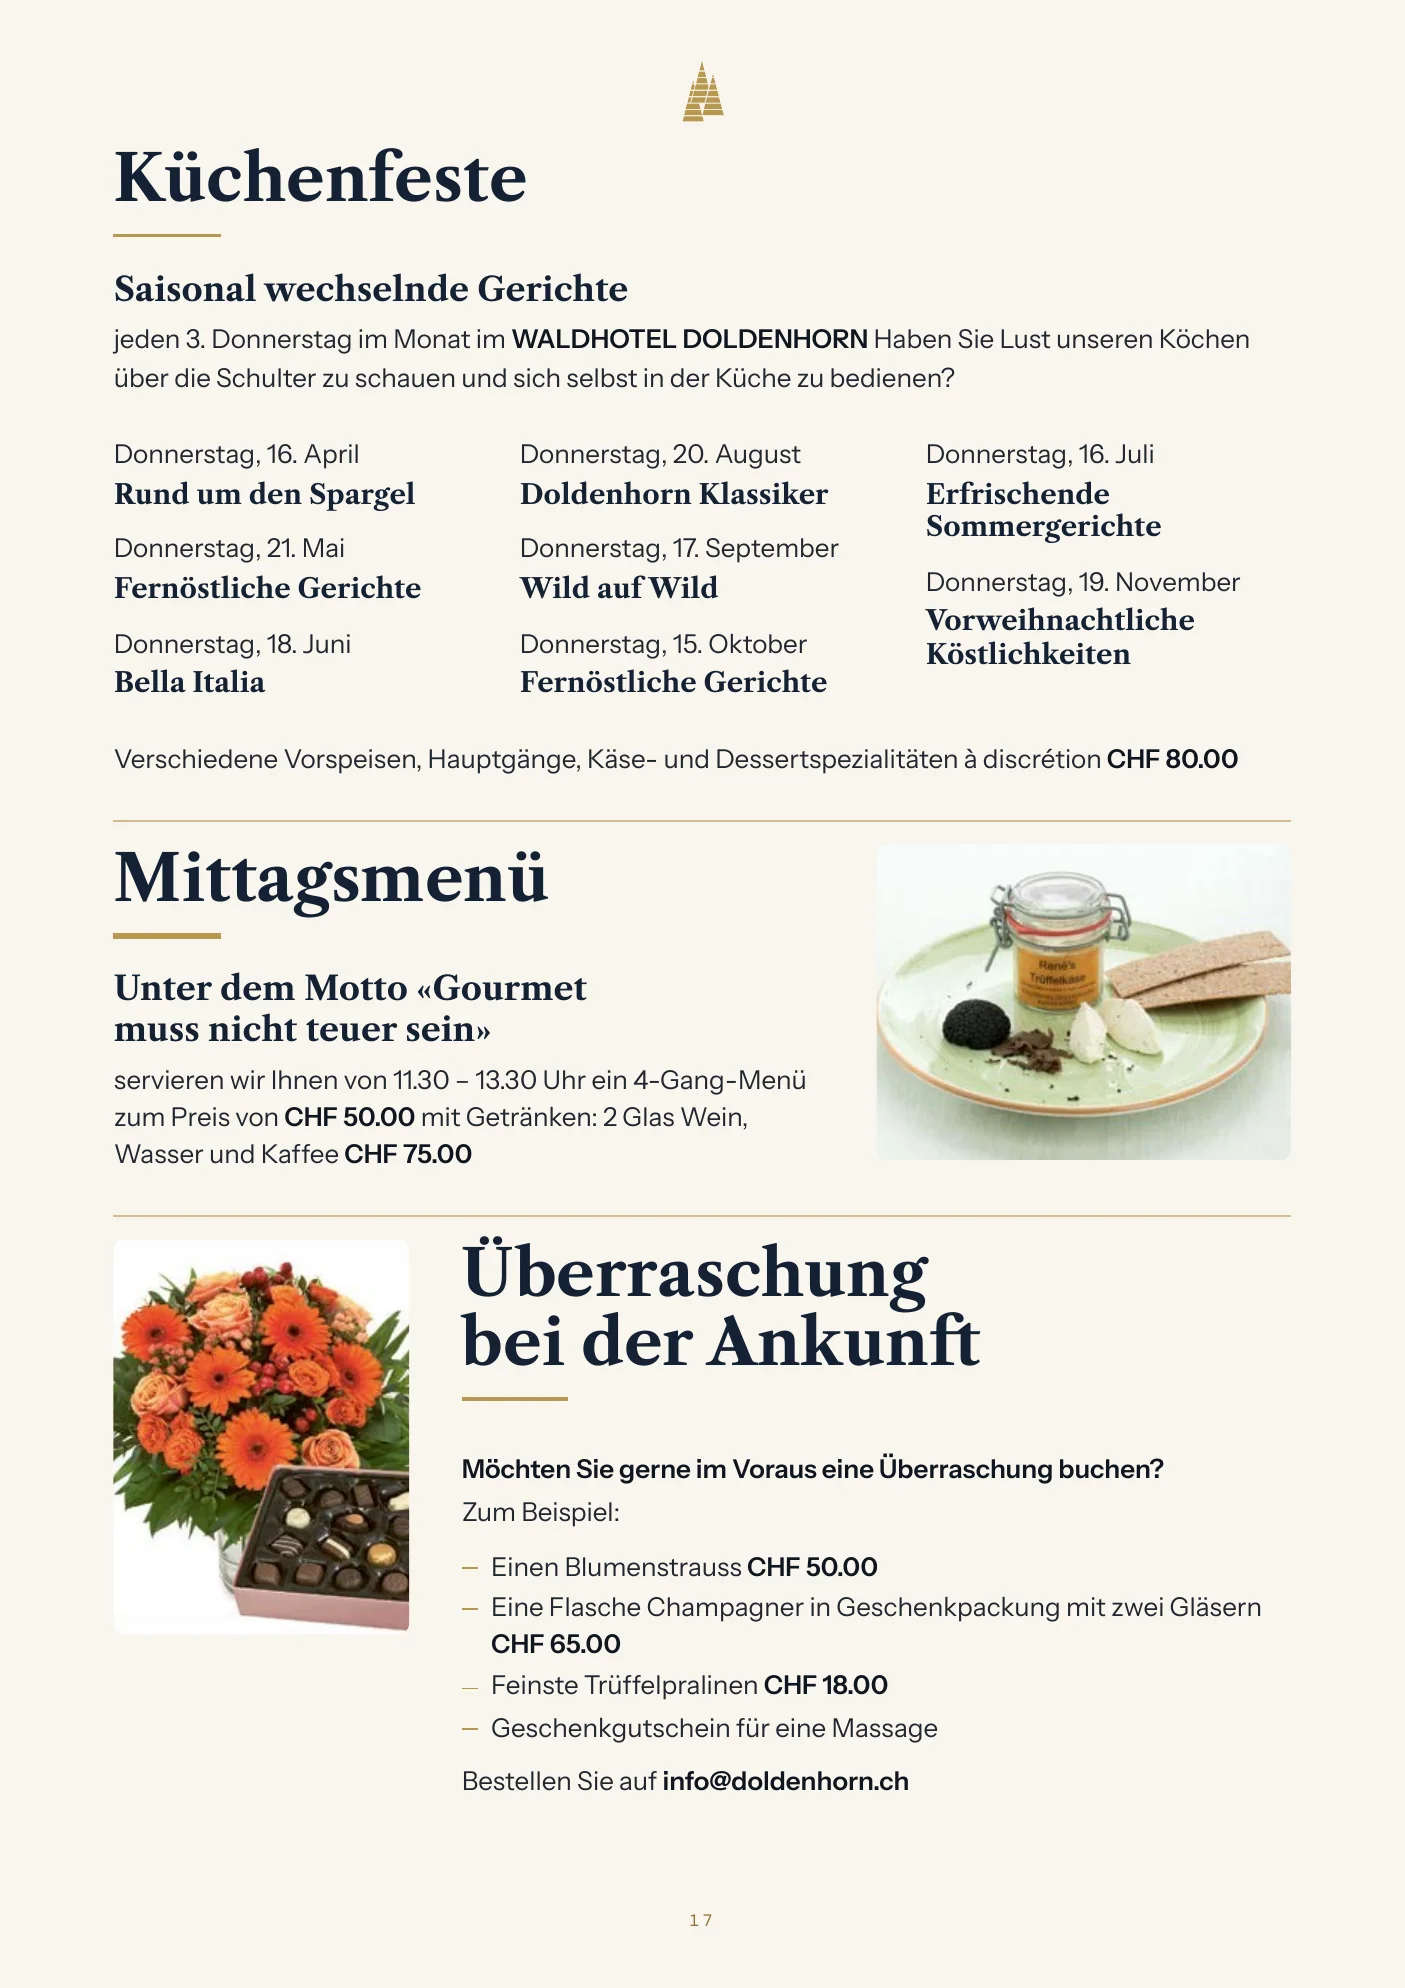 Küchenfeste
Saisonal wechselnde Gerichte
jeden 3. Donnerstag im Monat im WALDHOTEL DOLDENHORN Haben Sie Lust unseren Köchen
über die Schulter zu schauen und sich selbst in der Küche zu bedienen?
Donnerstag, 16. April
Rund um den Spargel
Donnerstag, 21. Mai
Fernöstliche Gerichte
Donnerstag, 18. Juni
Bella Italia
Donnerstag, 20. August
Doldenhorn Klassiker
Donnerstag, 17. September
Wild auf Wild
Donnerstag, 15. Oktober
Fernöstliche Gerichte
Donnerstag, 16. Juli
Erfrischende
Sommergerichte
Donnerstag, 19. November
Vorweihnachtliche
Köstlichkeiten
Verschiedene Vorspeisen, Hauptgänge, Käse- und Dessertspezialitäten à discrétion CHF 80.00
Mittagsmenü
Unter dem Motto «Gourmet
muss nicht teuer sein»
servieren wir Ihnen von 11.30 – 13.30 Uhr ein 4-Gang-Menü
zum Preis von CHF 50.00 mit Getränken: 2 Glas Wein,
Wasser und Kaffee CHF 75.00
René's
Trüffelkäse
Überraschung
bei der Ankunft
Möchten Sie gerne im Voraus eine Überraschung buchen?
Zum Beispiel:
– Einen Blumenstrauss CHF 50.00
– Eine Flasche Champagner in Geschenkpackung mit zwei Gläsern
CHF 65.00
– Feinste Trüffelpralinen CHF 18.00
– Geschenkgutschein für eine Massage
Bestellen Sie auf info@doldenhorn.ch
17